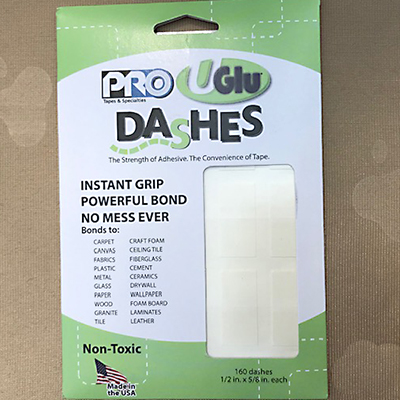 PRO
Tapes & Specialties
UGlu
DASHES
The Strength of Adhesive. The Convenience of Tape.
INSTANT GRIP
POWERFUL BOND
NO MESS EVER
Bonds to:
CARPET CRAFT FOAM
CANVAS CEILING TILE
FABRICS FIBERGLASS
PLASTIC CEMENT
METAL CERAMICS
GLASS DRYWALL
PAPER WALLPAPER
WOOD FOAM BOARD
GRANITE LAMINATES
TILE LEATHER
Non-Toxic
Made in
the USA
160 dashes
1/2 in. x 5/8 in. each